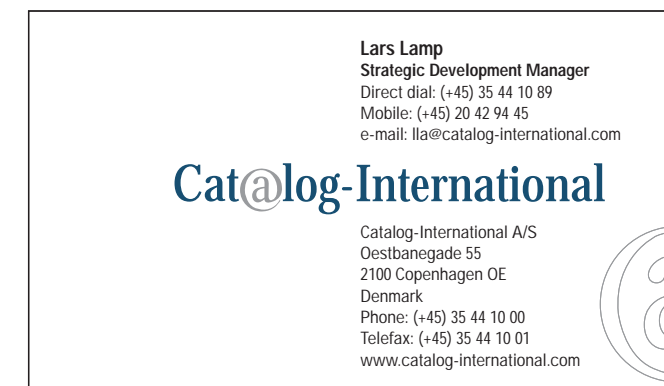 Lars Lamp
Strategic Development Manager
Direct dial: (+45) 35 44 10 89
Mobile: (+45) 20 42 94 45
e-mail: lla@catalog-international.com
Cat@log-International
Catalog-International A/S
Oestbanegade 55
2100 Copenhagen OE
Denmark
Phone: (+45) 35 44 10 00
Telefax: (+45) 35 44 10 01
www.catalog-international.com